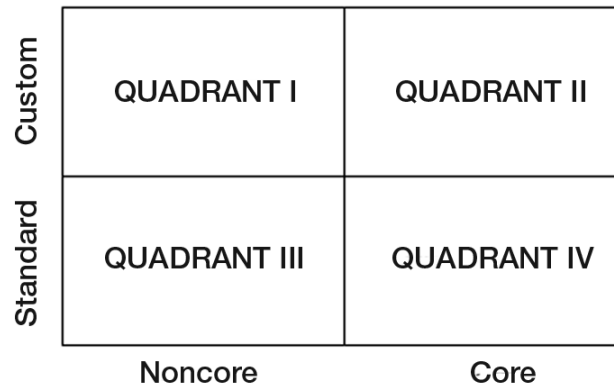 Custom
QUADRANT I
QUADRANT II
Standard
QUADRANT III
QUADRANT IV
Noncore
Core